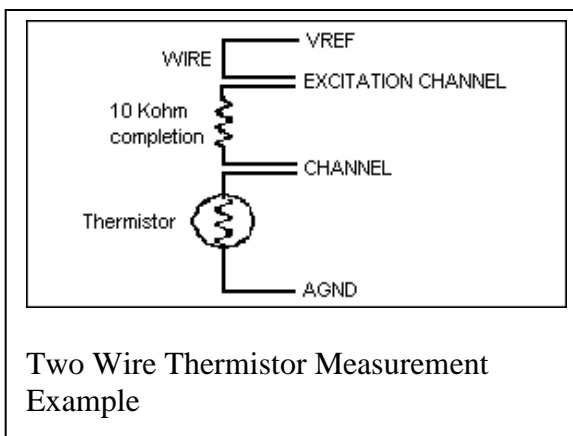 VREF
WIRE
EXCITATION CHANNEL
10 Kohm
completion
CHANNEL
Thermistor
AGND
Two Wire Thermistor Measurement
Example